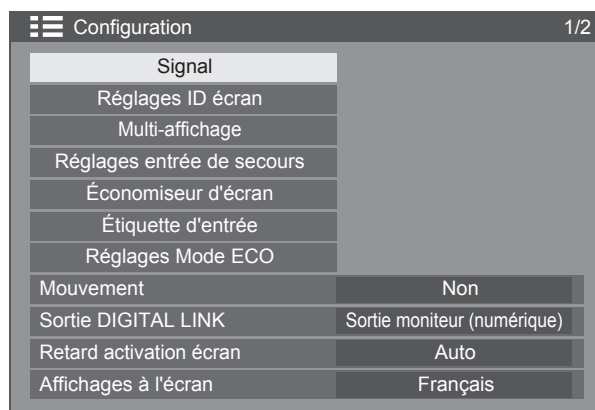 Configuration 1/2
Signal
Réglages ID écran
Multi-affichage
Réglages entrée de secours
Économiseur d'écran
Étiquette d'entrée
Réglages Mode ECO
Mouvement Non
Sortie DIGITAL LINK Sortie moniteur (numérique)
Retard activation écran Auto
Affichages à l'écran Français